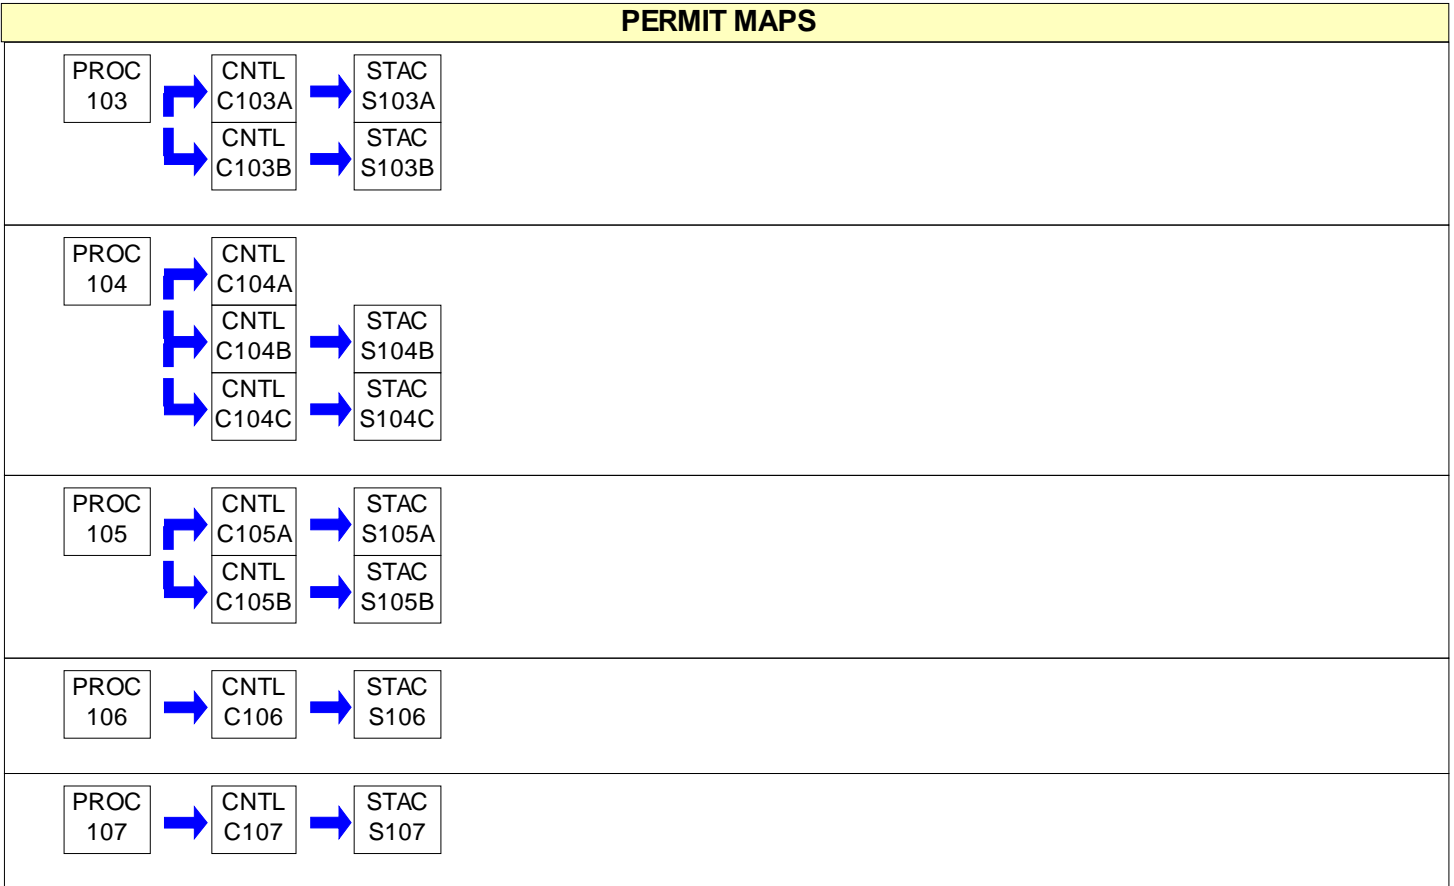 PERMIT MAPS
PROC
103
CNTL
C103A
STAC
S103A
CNTL
C103B
STAC
S103B
PROC
104
CNTL
C104A
CNTL
C104B
STAC
S104B
CNTL
C104C
STAC
S104C
PROC
105
CNTL
C105A
STAC
S105A
CNTL
C105B
STAC
S105B
PROC
106
CNTL
C106
STAC
S106
PROC
107
CNTL
C107
STAC
S107